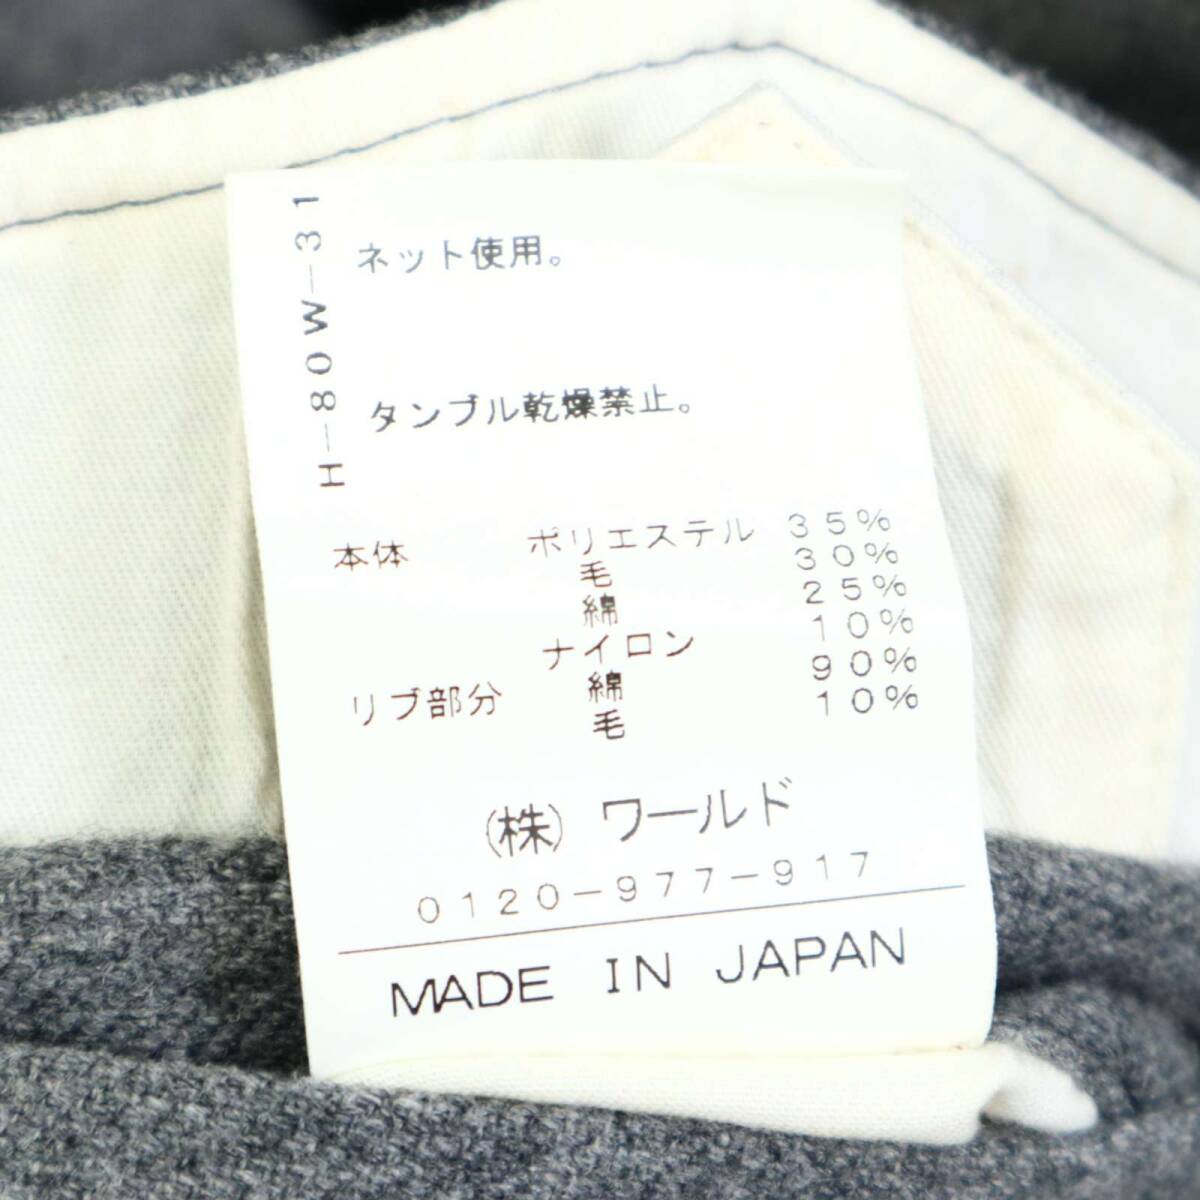 H-80W-31
ネット使用。
タンブル乾燥禁止。
本体 ポリエステル 35%
毛 30%
綿 25%
ナイロン 10%
リブ部分 綿 90%
毛 10%
(株) ワールド
0120-977-917
MADE IN JAPAN